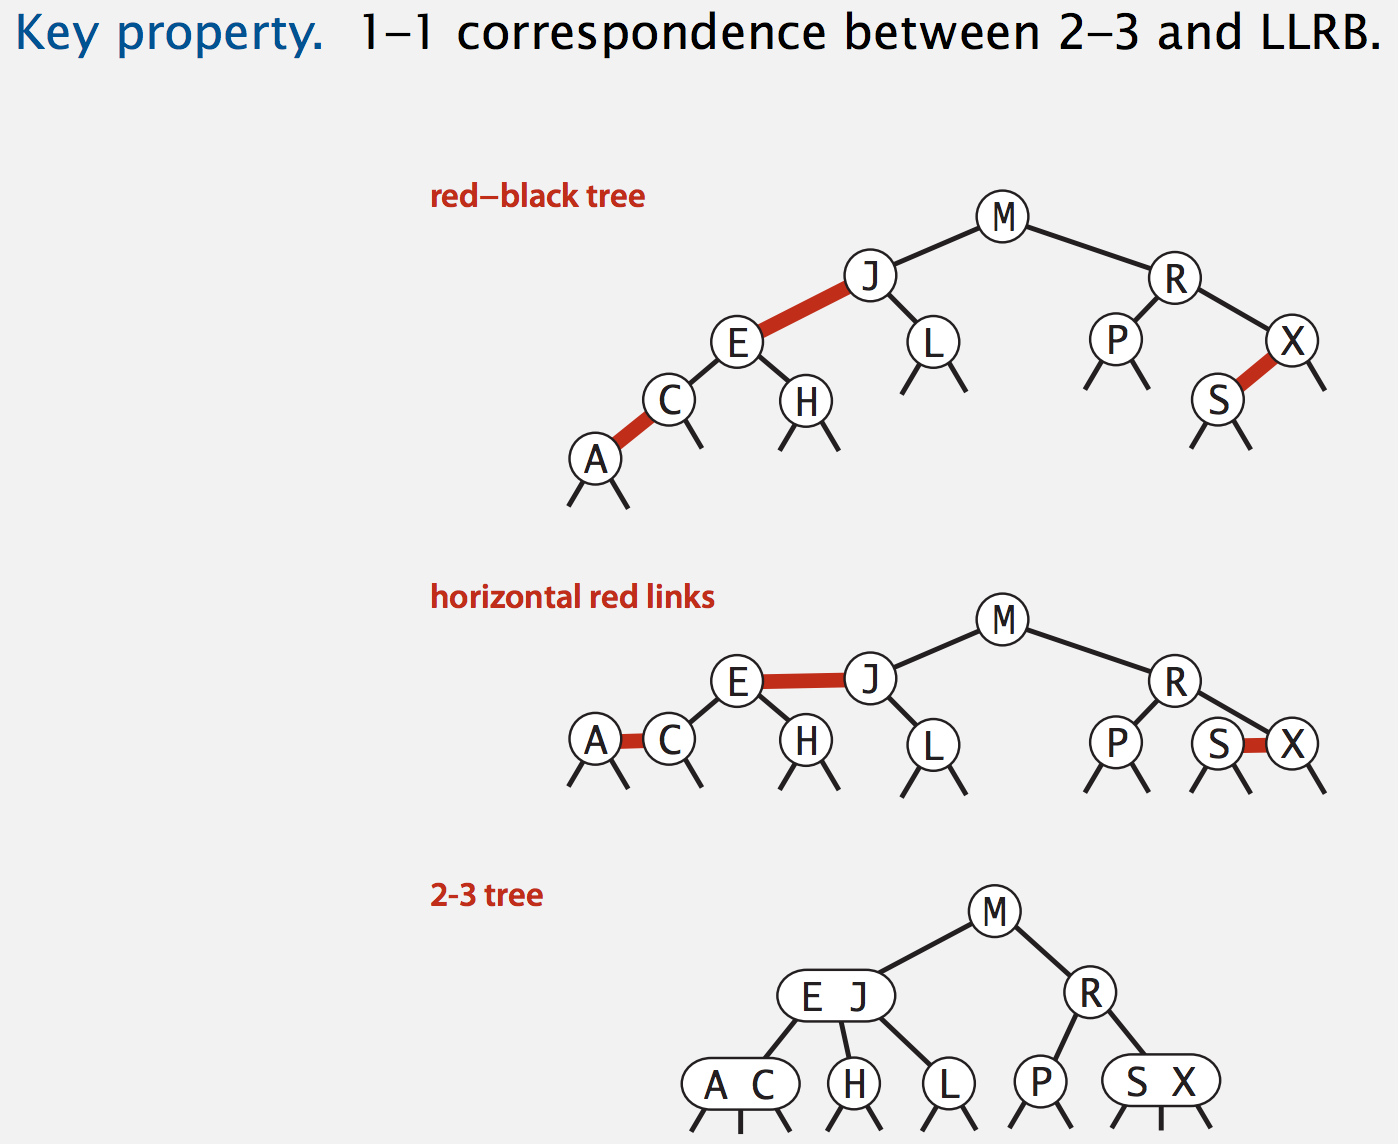 Key property. 1–1 correspondence between 2–3 and LLRB.
red–black tree
M
J
R
E
L
P
X
C
H
S
A
horizontal red links
M
E J
R
A C
H
L
P
S X
2-3 tree
M
E J
R
A C
H
L
P
S X